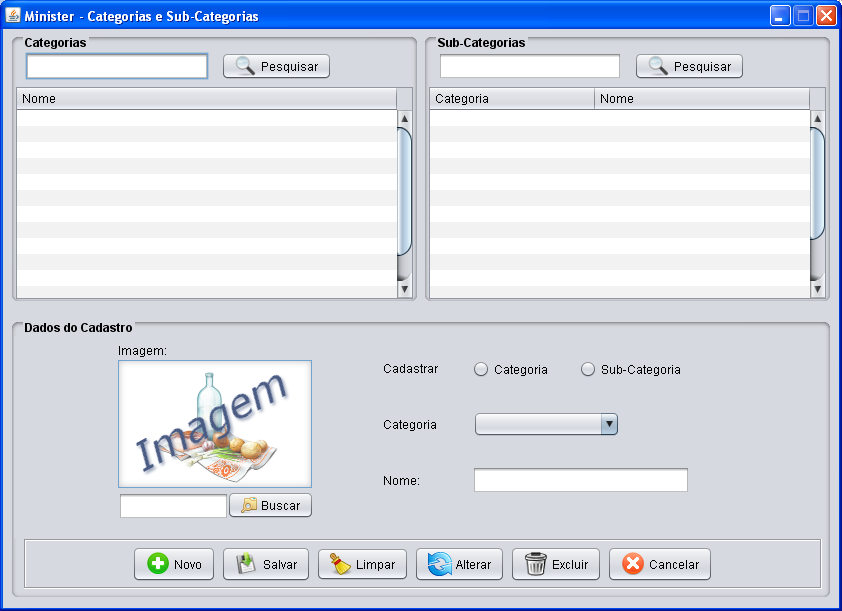 Minister - Categorias e Sub-Categorias
Categorias
Pesquisar
Nome
Sub-Categorias
Pesquisar
Categoria Nome
Dados do Cadastro
Imagem:
Imagem
Buscar
Cadastrar Categoria Sub-Categoria
Categoria
Nome:
Novo Salvar Limpar Alterar Excluir Cancelar